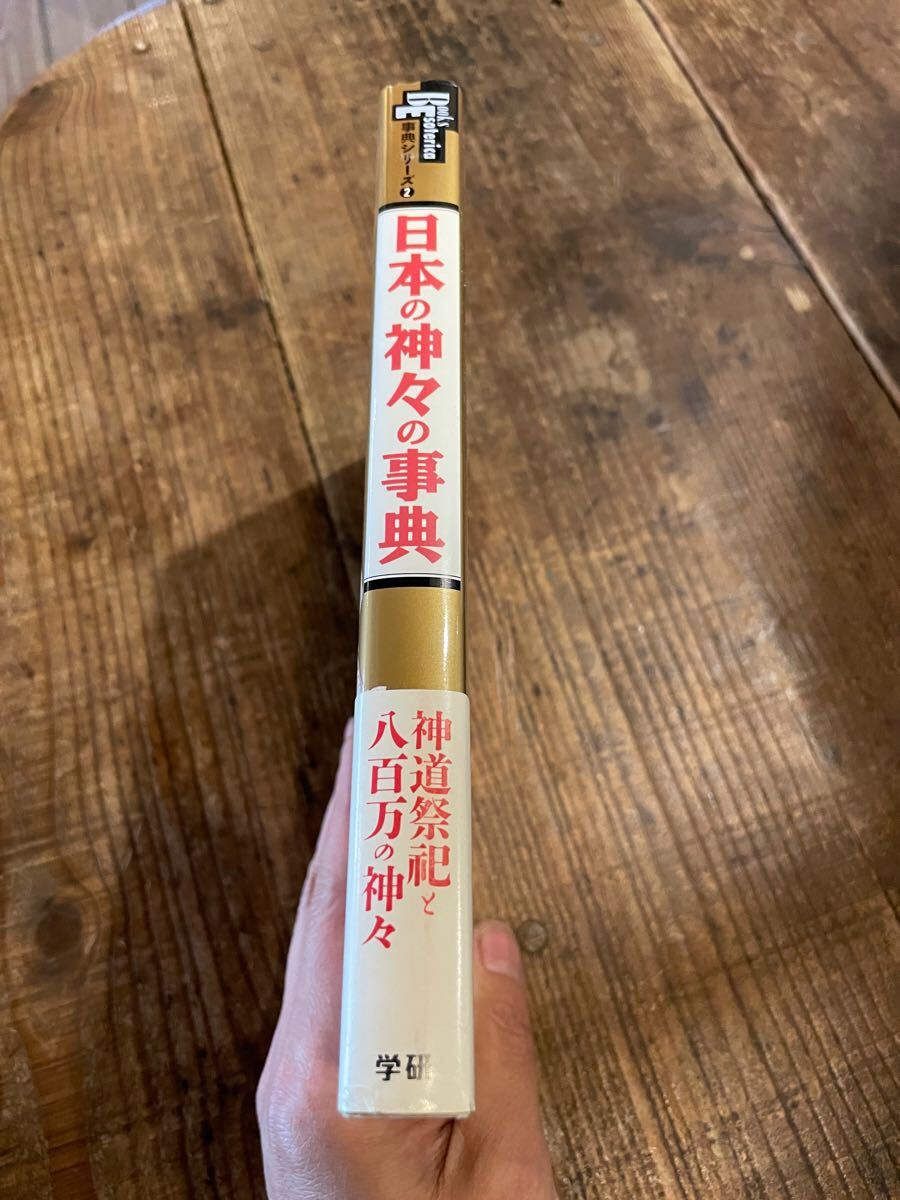 Books
Esoterica
事典シリーズ❷
日本の神々の事典
神道祭祀と
八百万の神々
学研